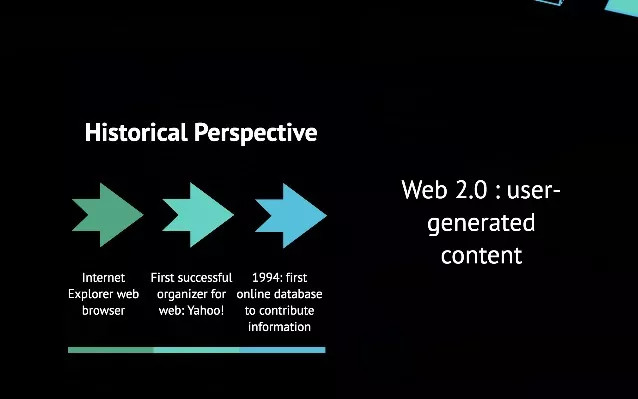 Historical Perspective
Internet
Explorer web
browser
First successful
organizer for
web: Yahoo!
1994: first
online database
to contribute
information
Web 2.0 : user-
generated
content